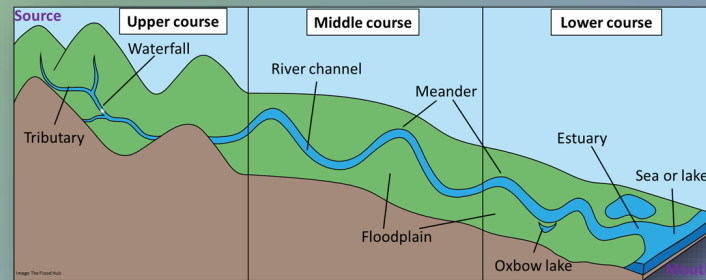 Source
Upper course
Middle course
Lower course
Waterfall
River channel
Meander
Tributary
Estuary
Sea or lake
Floodplain
Oxbow lake
Mouth
Image: The Flood Hub